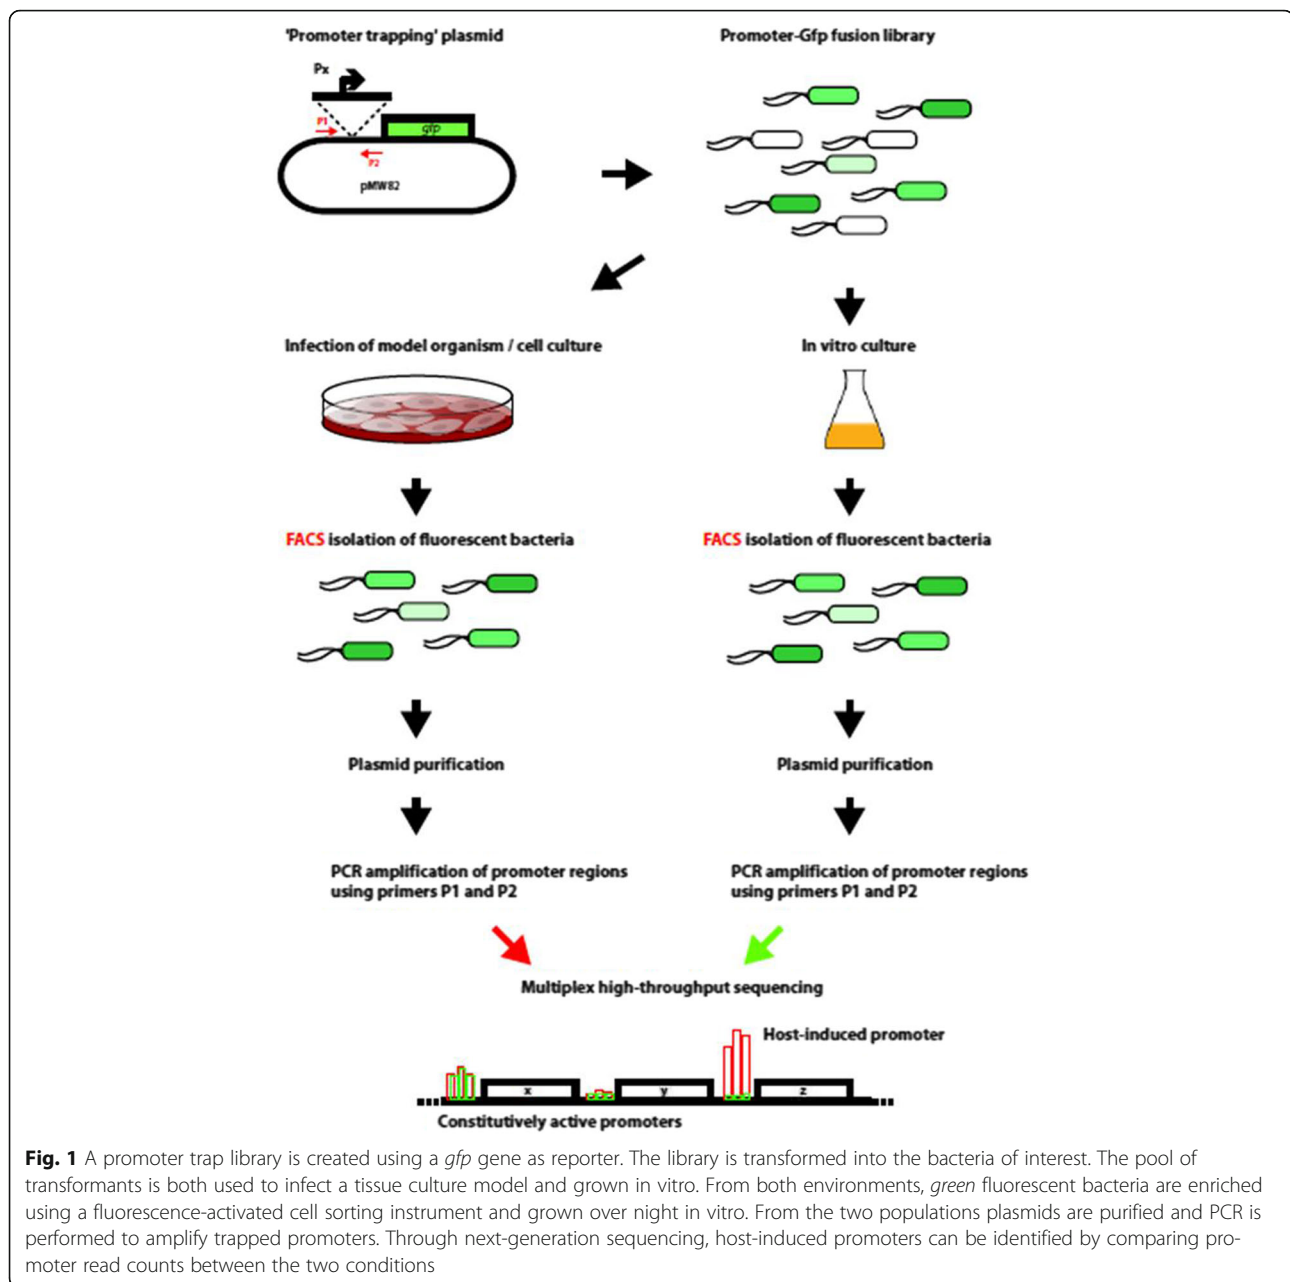 'Promoter trapping' plasmid
Promoter-Gfp fusion library
Px
P1
gfp
P2
pMW82
Infection of model organism / cell culture
In vitro culture
FACS isolation of fluorescent bacteria
FACS isolation of fluorescent bacteria
Plasmid purification
Plasmid purification
PCR amplification of promoter regions
using primers P1 and P2
PCR amplification of promoter regions
using primers P1 and P2
Multiplex high-throughput sequencing
Host-induced promoter
x
y
z
Constitutively active promoters
Fig. 1 A promoter trap library is created using a gfp gene as reporter. The library is transformed into the bacteria of interest. The pool of
transformants is both used to infect a tissue culture model and grown in vitro. From both environments, green fluorescent bacteria are enriched
using a fluorescence-activated cell sorting instrument and grown over night in vitro. From the two populations plasmids are purified and PCR is
performed to amplify trapped promoters. Through next-generation sequencing, host-induced promoters can be identified by comparing pro-
moter read counts between the two conditions